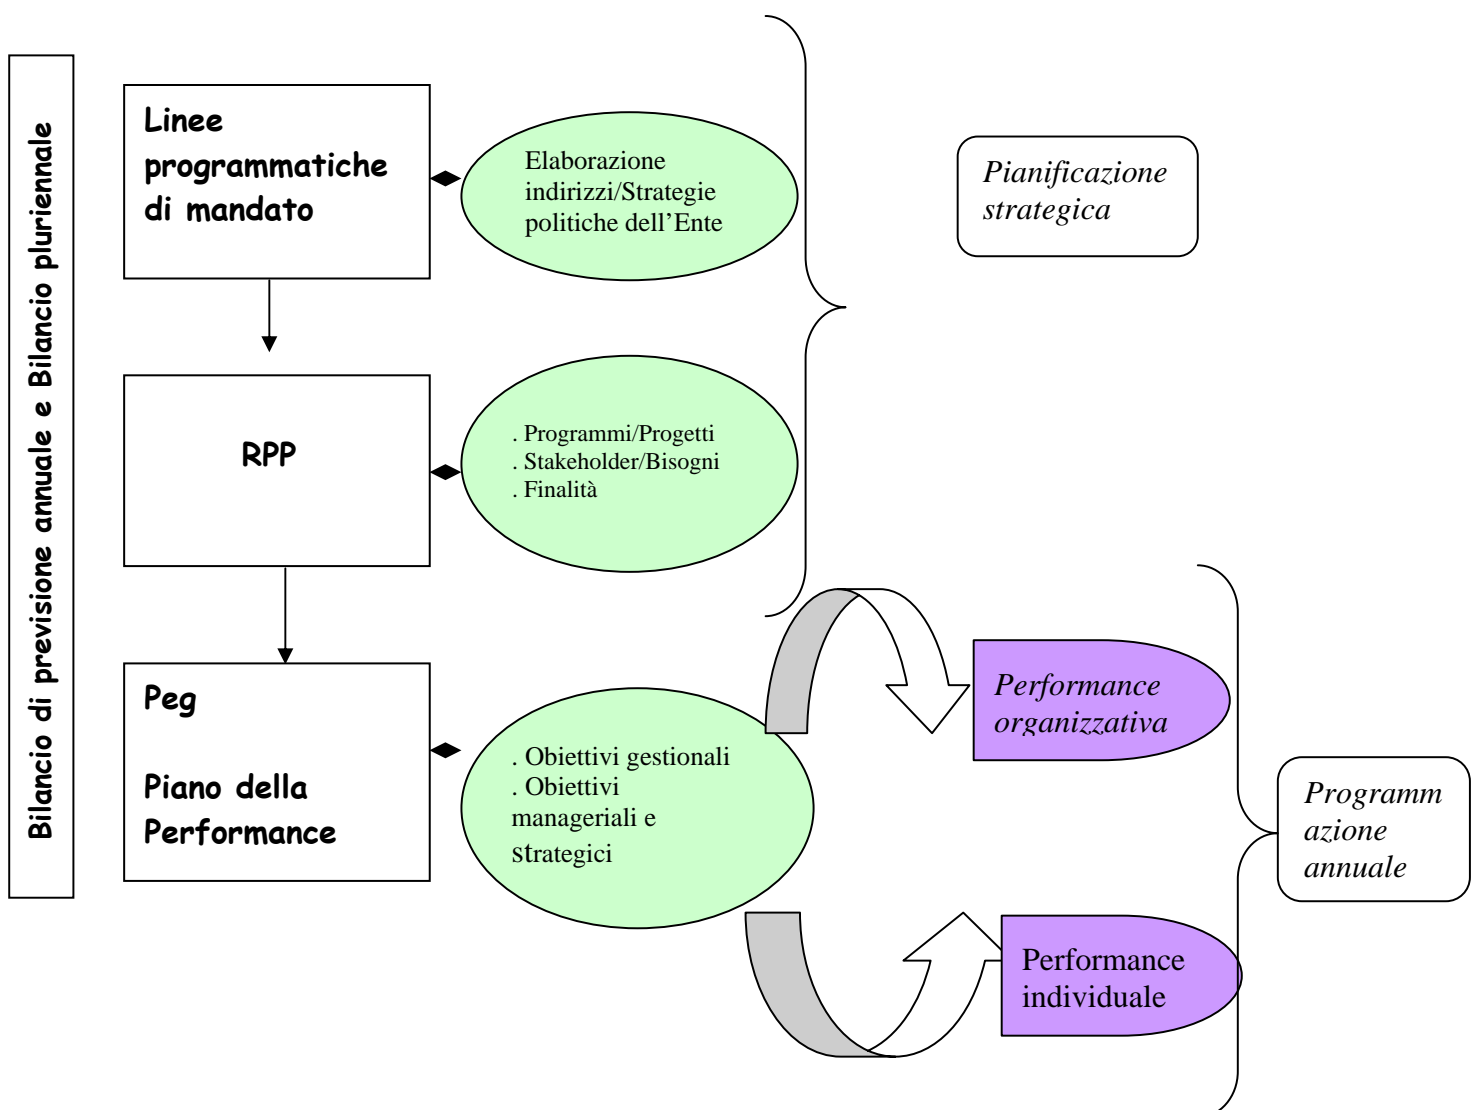 Bilancio di previsione annuale e Bilancio pluriennale
Linee
programmatiche
di mandato
Elaborazione
indirizzi/Strategie
politiche dell’Ente
Pianificazione
strategica
RPP
. Programmi/Progetti
. Stakeholder/Bisogni
. Finalità
Peg
Piano della
Performance
. Obiettivi gestionali
. Obiettivi
manageriali e
strategici
Performance
organizzativa
Programm
azione
annuale
Performance
individuale